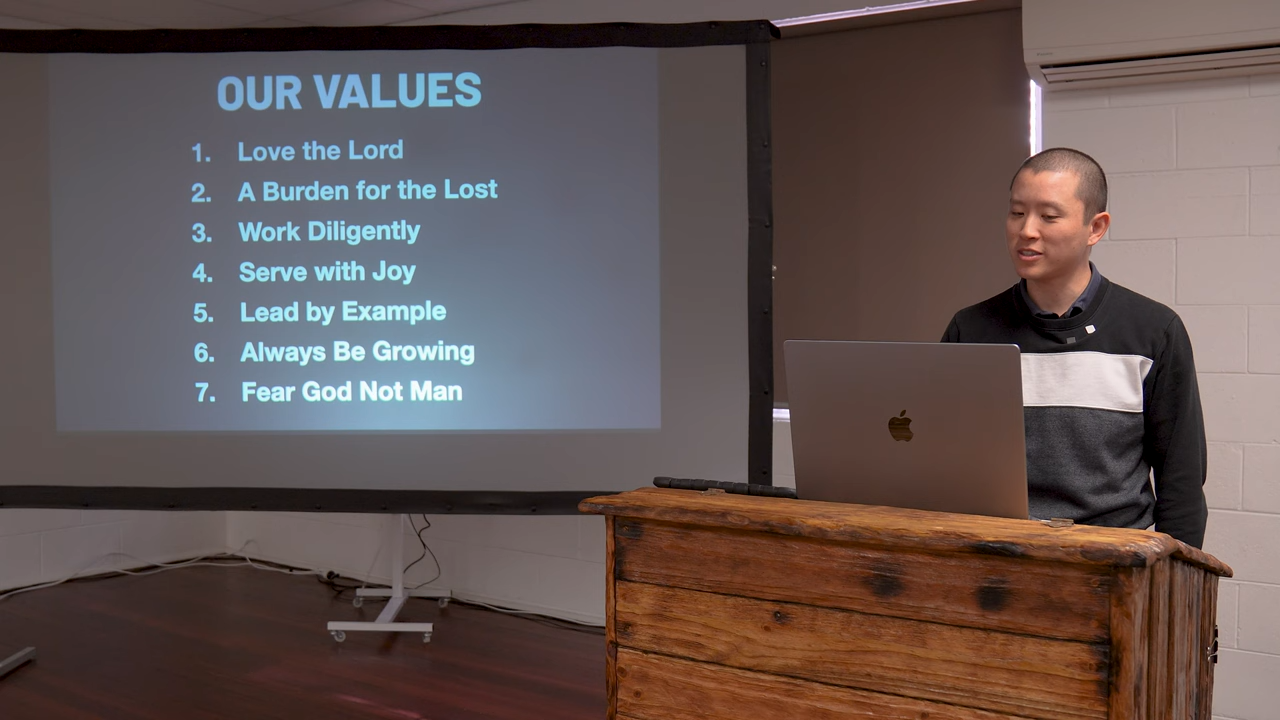 OUR VALUES
1. Love the Lord
2. A Burden for the Lost
3. Work Diligently
4. Serve with Joy
5. Lead by Example
6. Always Be Growing
7. Fear God Not Man